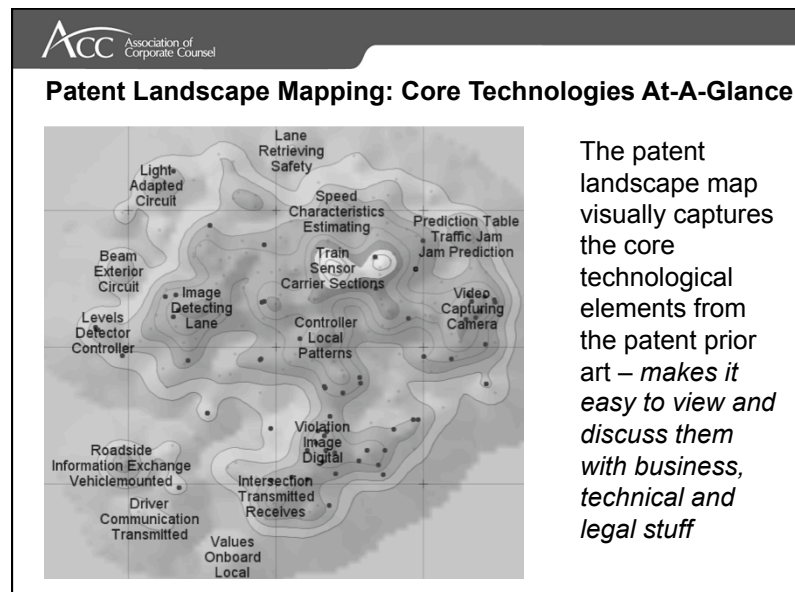 ACC Association of
Corporate Counsel
Patent Landscape Mapping: Core Technologies At-A-Glance
Lane
Retrieving
Safety
Light
Adapted
Circuit
Speed
Characteristics
Estimating
Prediction Table
Traffic Jam
Jam Prediction
Beam
Exterior
Circuit
Train
Sensor
Carrier Sections
Image
Detecting
Lane
Video
Capturing
Camera
Levels
Detector
Controller
Controller
Local
Patterns
Violation
Image
Digital
Roadside
Information Exchange
Vehiclemounted
Intersection
Transmitted
Receives
Driver
Communication
Transmitted
Values
Onboard
Local
The patent
landscape map
visually captures
the core
technological
elements from
the patent prior
art – makes it
easy to view and
discuss them
with business,
technical and
legal stuff